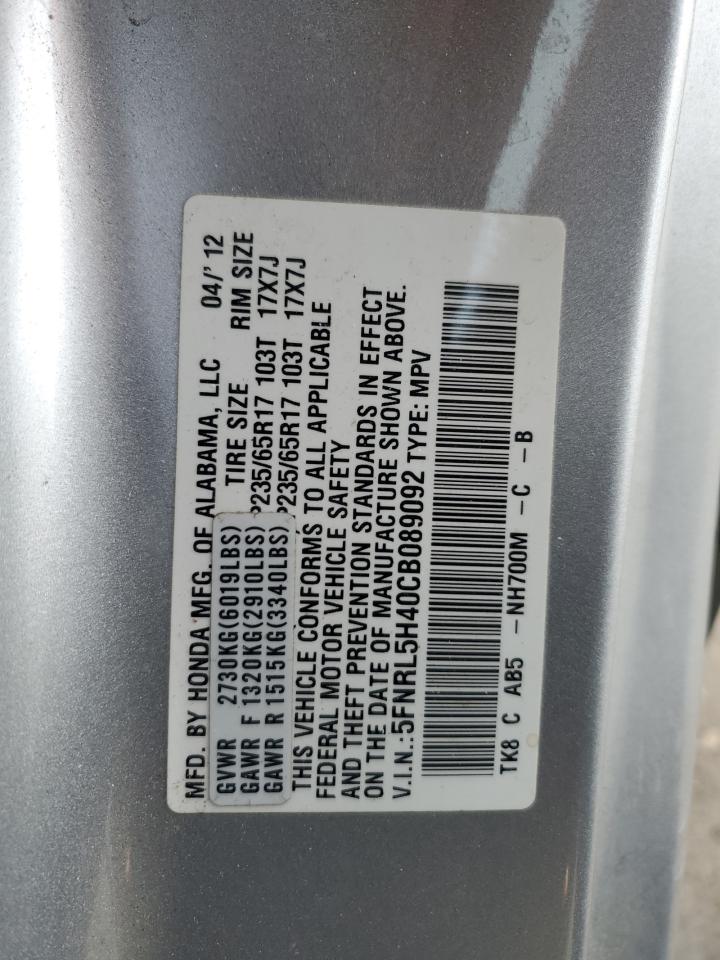 MFD. BY HONDA MFG. OF ALABAMA, LLC 04/'12
GVWR 2730KG(6019LBS) TIRE SIZE RIM SIZE
GAWR F 1320KG(2910LBS) P235/65R17 103T 17X7J
GAWR R 1515KG(3340LBS) P235/65R17 103T 17X7J
THIS VEHICLE CONFORMS TO ALL APPLICABLE
FEDERAL MOTOR VEHICLE SAFETY
AND THEFT PREVENTION STANDARDS IN EFFECT
ON THE DATE OF MANUFACTURE SHOWN ABOVE.
V.I.N.:5FNRL5H40CB089092 TYPE: MPV
TK8 C AB5 -NH700M -C -B